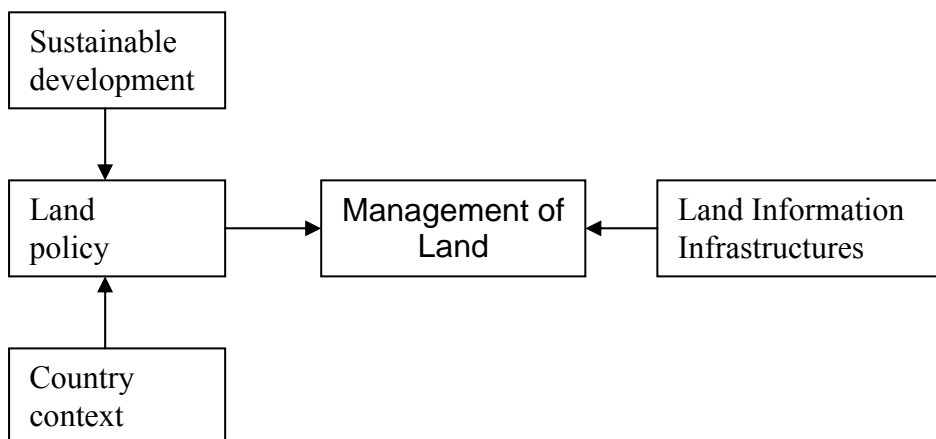 Sustainable
development
Land
policy
Management of
Land
Land Information
Infrastructures
Country
context